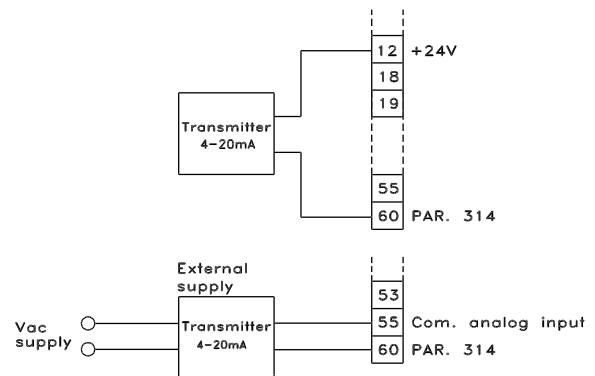 12 +24V
18
19
Transmitter
4-20mA
55
60 PAR. 314
External
supply
53
Vac
supply
Transmitter
4-20mA
55 Com. analog input
60 PAR. 314